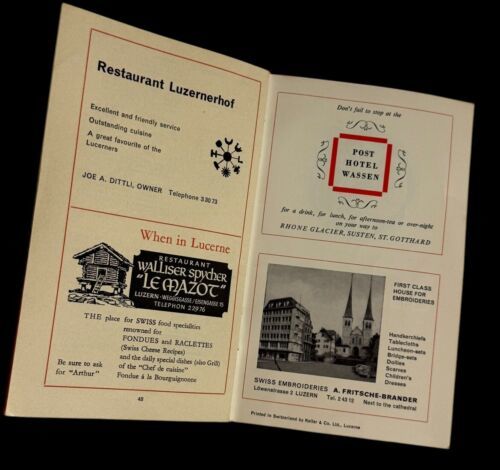 Restaurant Luzernerhof
Excellent and friendly service
Outstanding cuisine
A great favourite of the
Lucerners
JOE A. DITTLI, OWNER Telephone 3 30 73
When in Lucerne
RESTAURANT
WALLISER SPYCHER
"LE MAZOT"
LUZERN · WEGGISGASSE/EISENGASSE 15
TELEPHON 2 29 76
THE place for SWISS food specialities
renowned for
FONDUES and RACLETTES
(Swiss Cheese Recipes)
and the daily special dishes (also Grill)
of the "Chef de cuisine"
Fondue à la Bourguignonne
Be sure to ask
for "Arthur"
48
Don't fail to stop at the
POST
HOTEL
WASSEN
for a drink, for lunch, for afternoon-tea or over-night
on your way to
RHONE GLACIER, SUSTEN, ST. GOTTHARD
FIRST CLASS
HOUSE FOR
EMBROIDERIES
Handkerchiefs
Tablecloths
Luncheon-sets
Bridge-sets
Doilies
Scarves
Children's
Dresses
SWISS EMBROIDERIES A. FRITSCHE-BRANDER
Löwenstrasse 2 LUZERN Tel. 2 43 12 Next to the cathedral
Printed in Switzerland by Keller & Co. Ltd., Lucerne